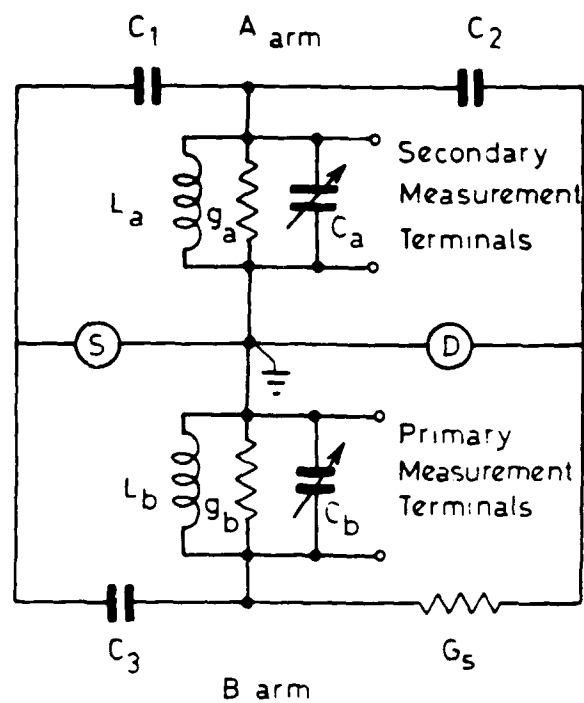 C1 A arm C2
Secondary
Measurement
Terminals
La ga Ca
S D
Primary
Measurement
Terminals
Lb gb Cb
C3 Gs
B arm